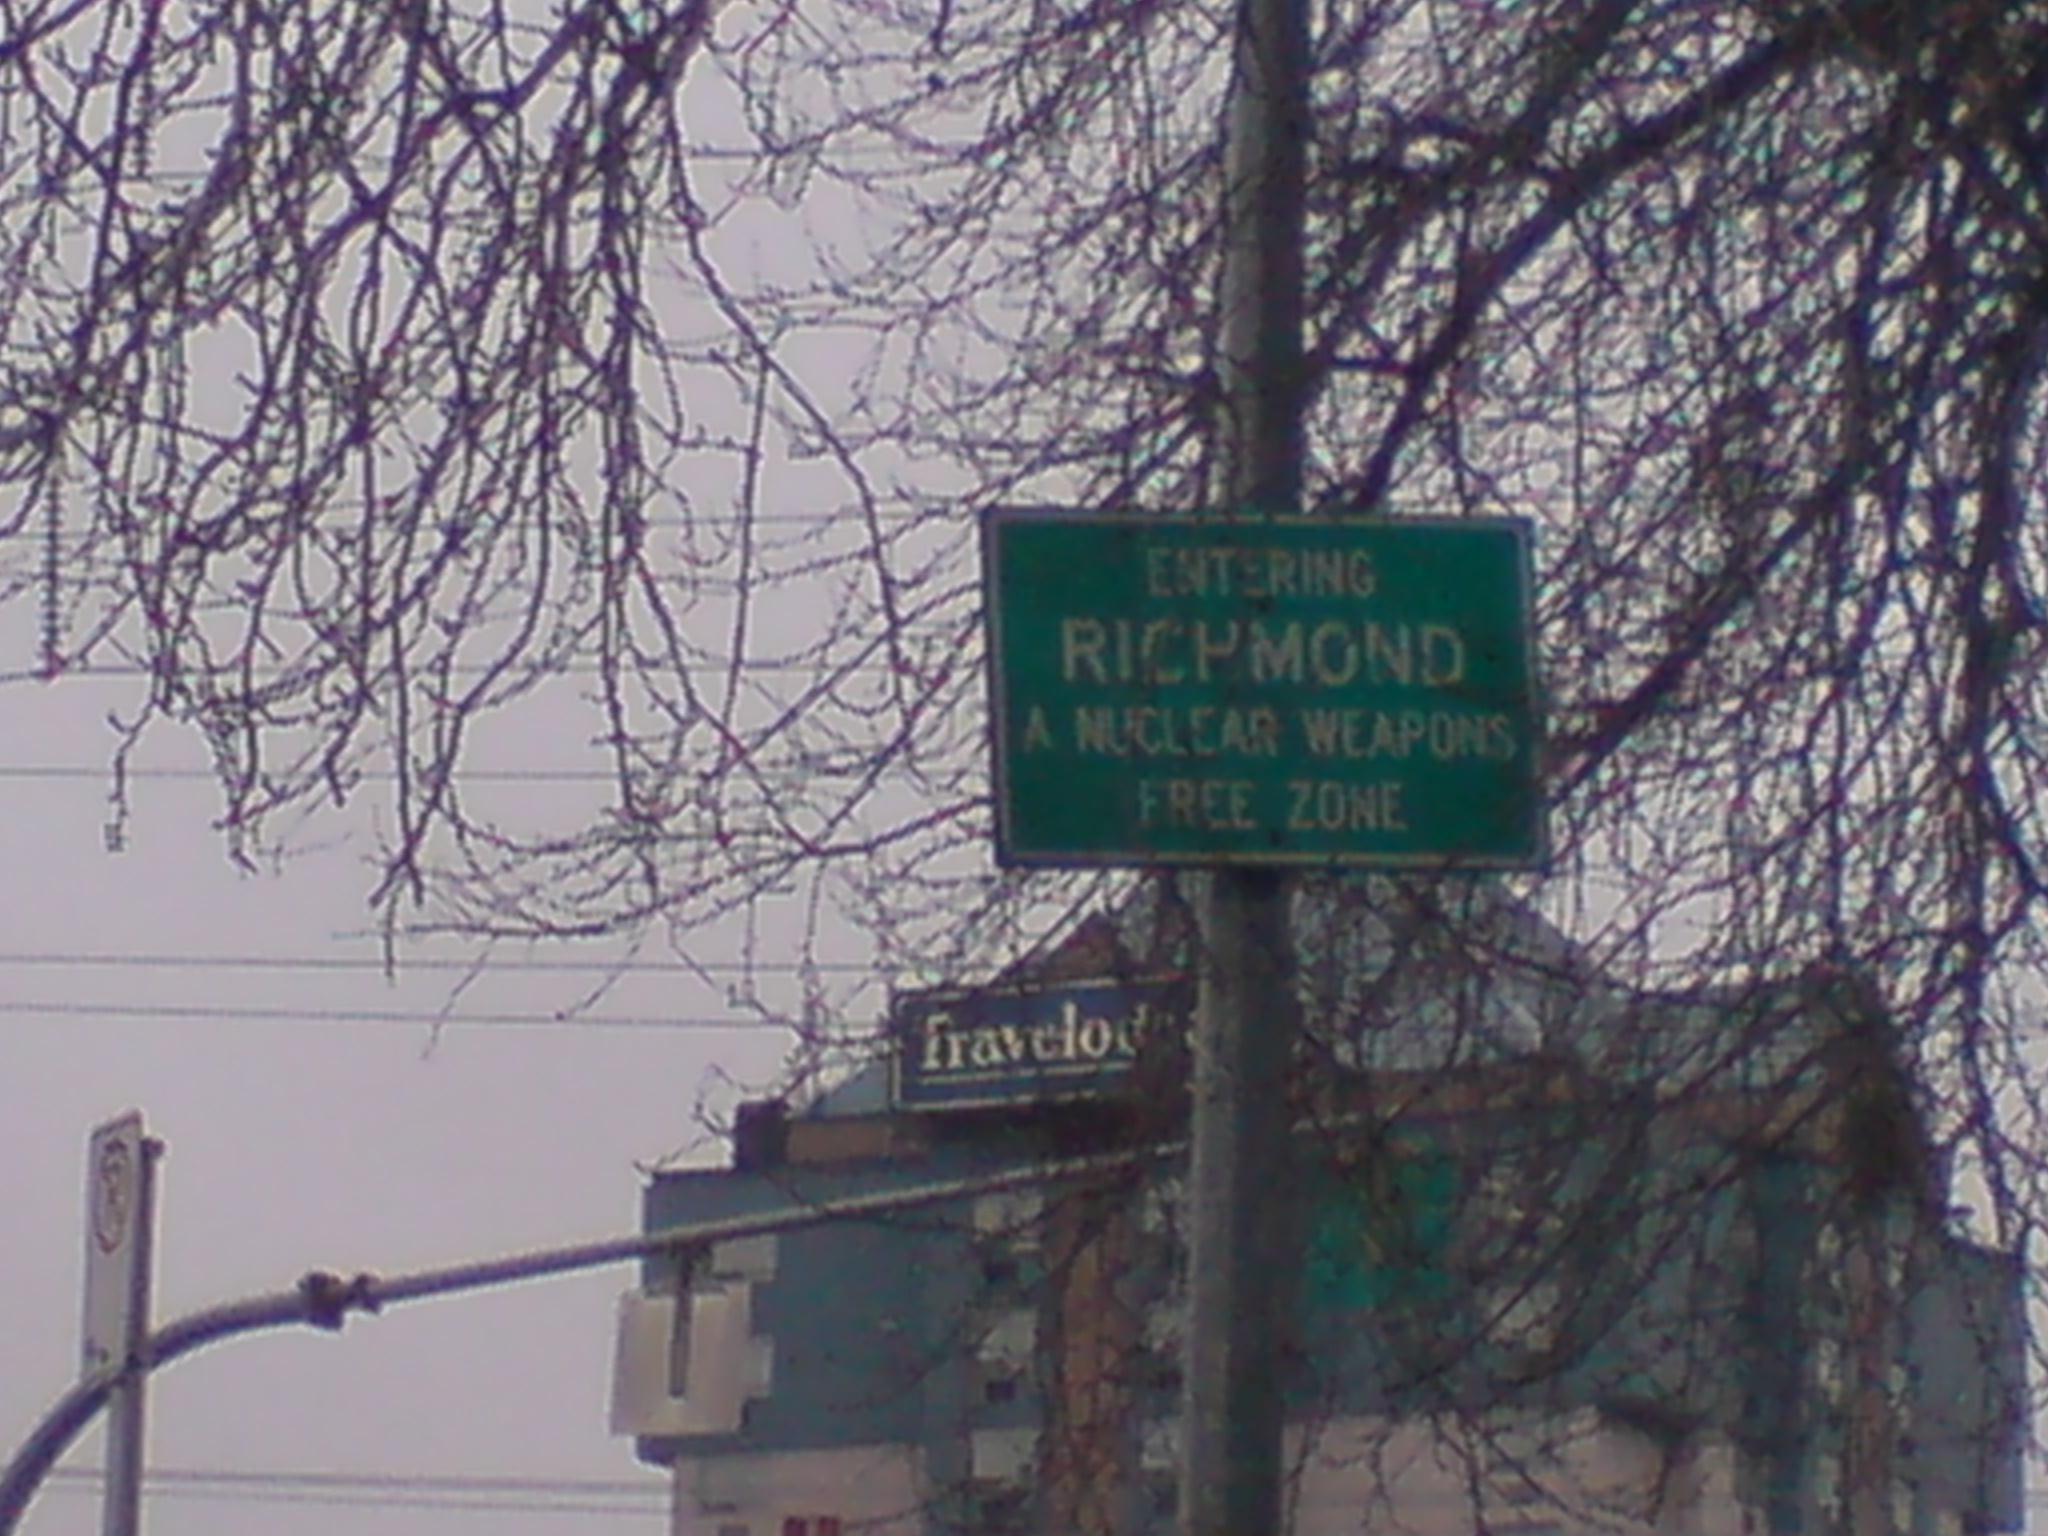 ENTERING
RICHMOND
A NUCLEAR WEAPONS
FREE ZONE